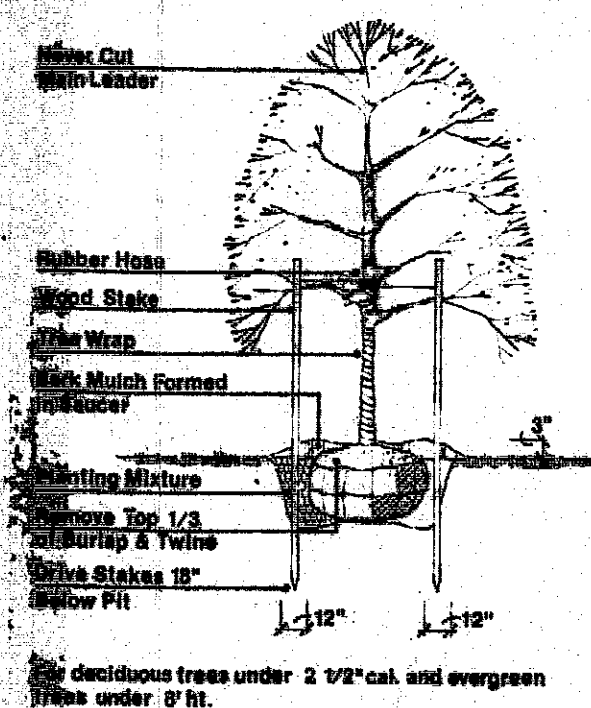 Never Cut
Main Leader
Rubber Hose
Wood Stake
Tree Wrap
Bark Mulch Formed
in Saucer
3"
Planting Mixture
Remove Top 1/3
of Burlap & Twine
Drive Stakes 18"
Below Pit
12"
12"
For deciduous trees under 2 1/2" cal. and evergreen
trees under 8' ht.